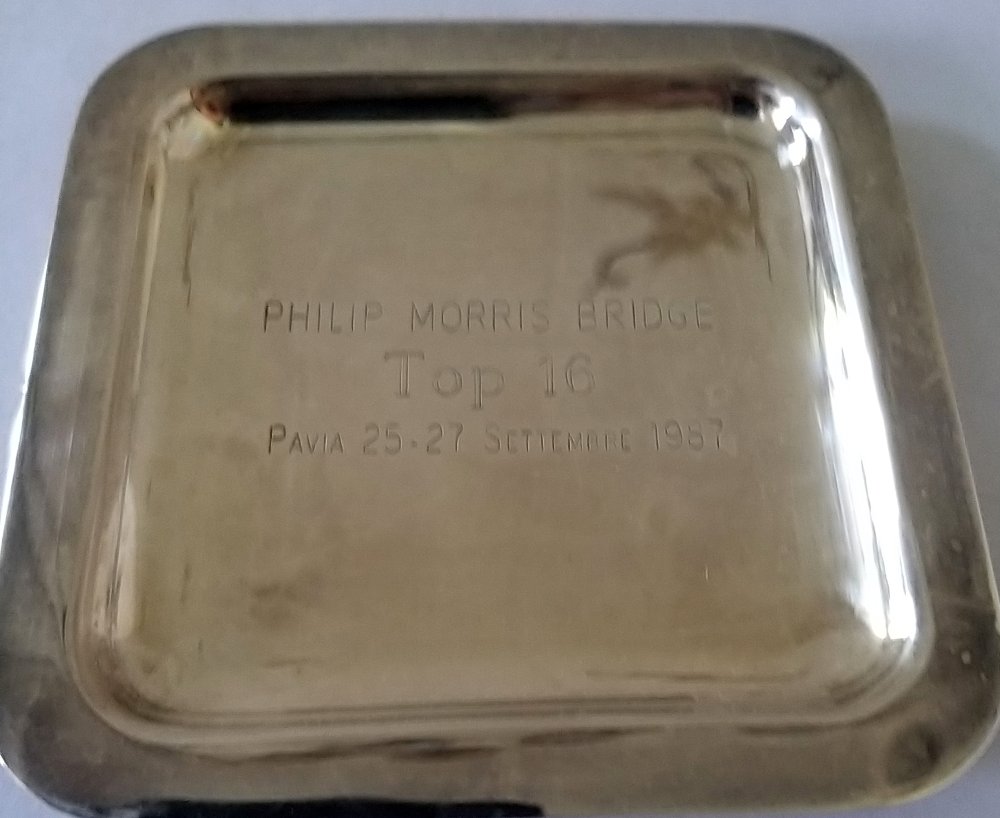 PHILIP MORRIS BRIDGE
Top 16
PAVIA 25-27 SETTEMBRE 1987